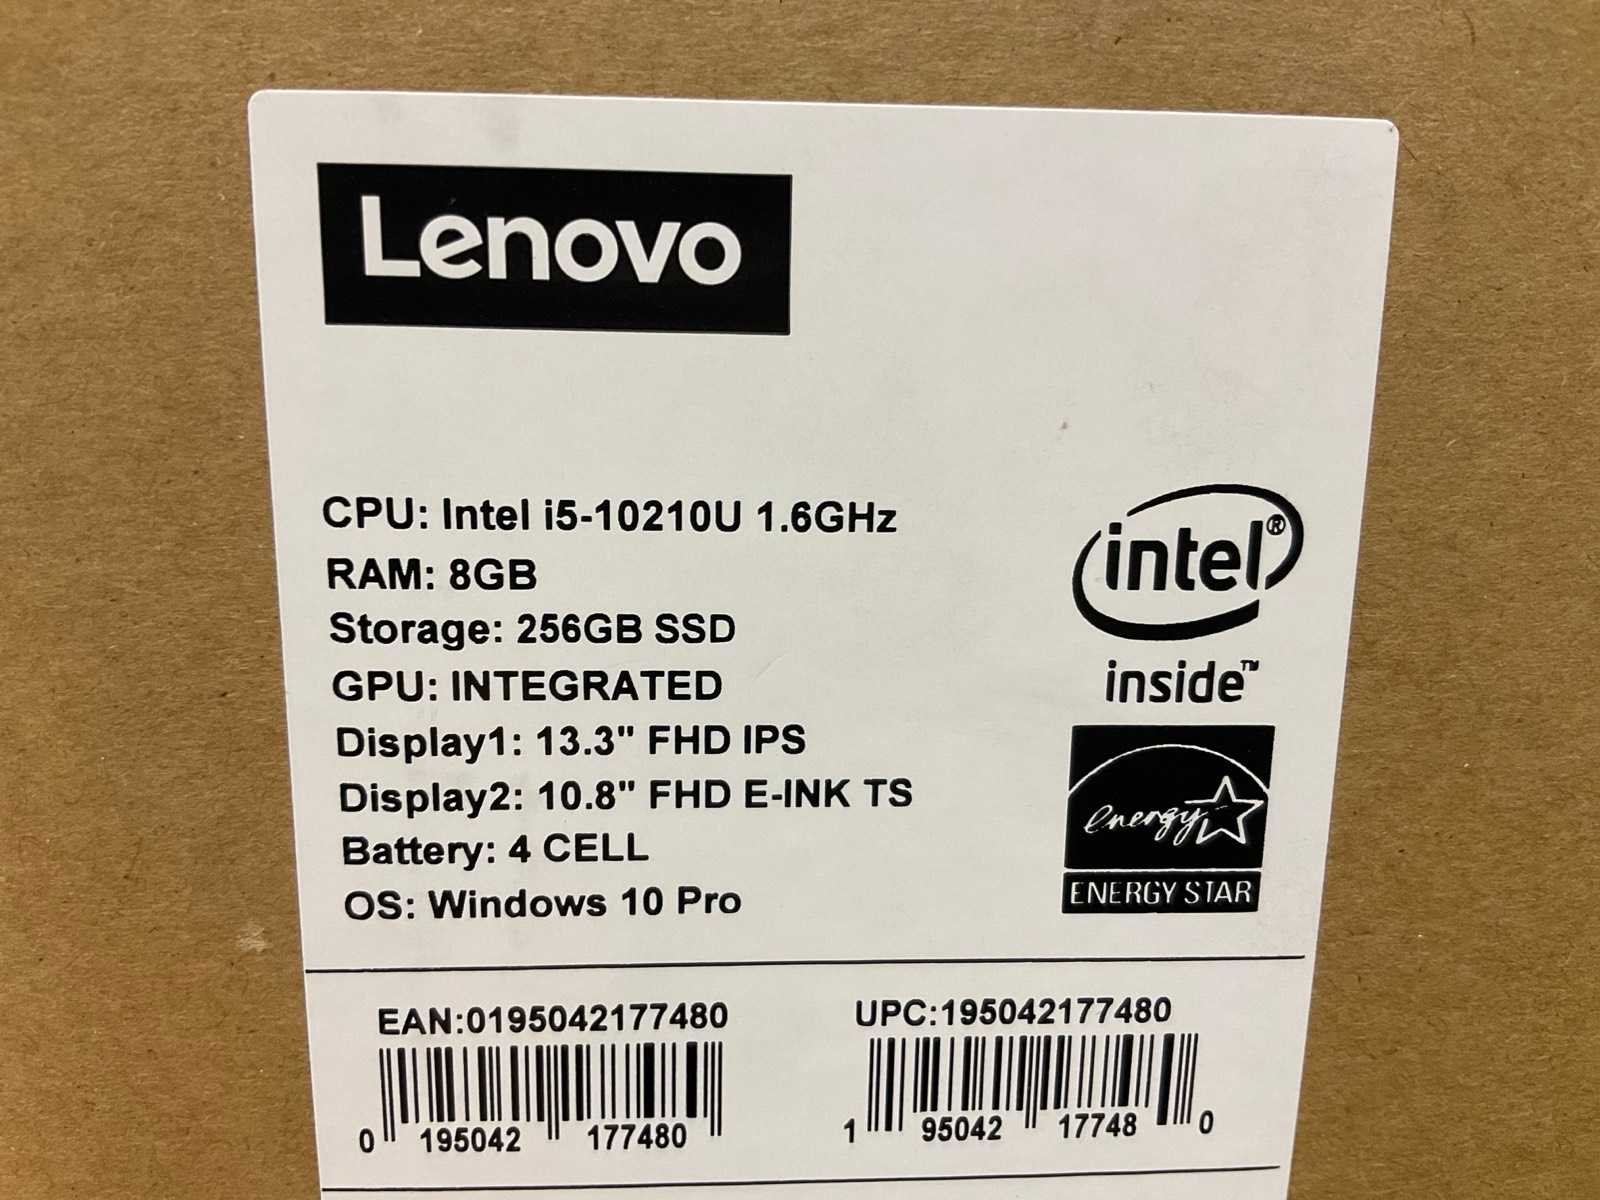 Lenovo
CPU: Intel i5-10210U 1.6GHz
RAM: 8GB
Storage: 256GB SSD
GPU: INTEGRATED
Display1: 13.3" FHD IPS
Display2: 10.8" FHD E-INK TS
Battery: 4 CELL
OS: Windows 10 Pro
intel®
inside™
energy
ENERGY STAR
EAN:0195042177480
0 195042 177480
UPC:195042177480
1 95042 17748 0